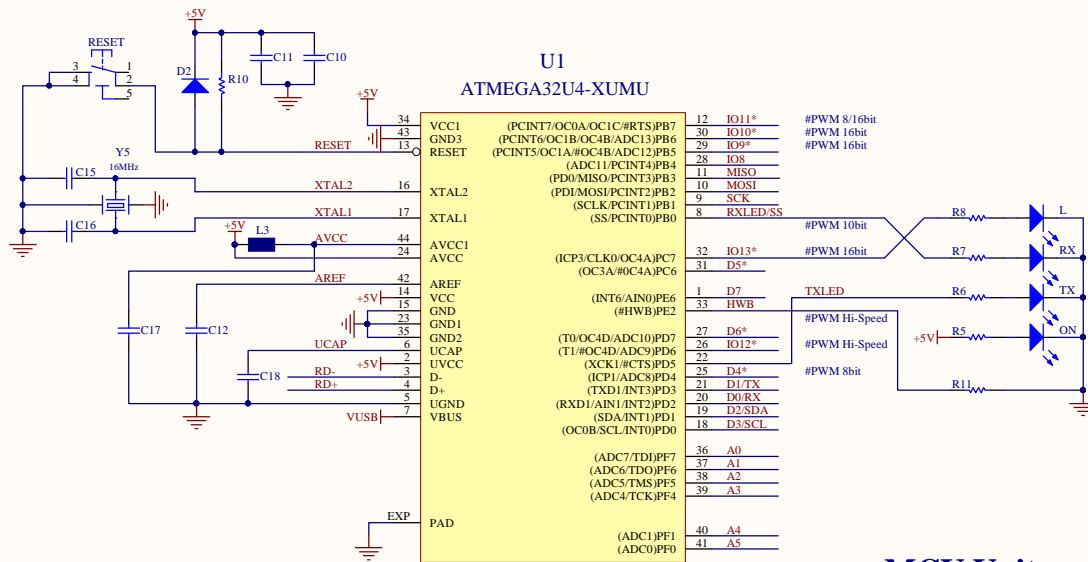 +5V
RESET
3
4
1
2
5
D2
R10
C11
C10
U1
ATMEGA32U4-XUMU
+5V
RESET
Y5
16MHz
C15
C16
XTAL2
XTAL1
+5V
L3
AVCC
AREF
+5V
C17
C12
UCAP
+5V
C18
RD-
RD+
VUSB
EXP
34 VCC1
43 GND3
13 RESET
16 XTAL2
17 XTAL1
44 AVCC1
24 AVCC
42 AREF
14 VCC
15 GND
23 GND1
35 GND2
6 UCAP
2 UVCC
3 D-
4 D+
5 UGND
7 VBUS
PAD
(PCINT7/OC0A/OC1C/#RTS)PB7 12 IO11* #PWM 8/16bit
(PCINT6/OC1B/OC4B/ADC13)PB6 30 IO10* #PWM 16bit
(PCINT5/OC1A/#OC4B/ADC12)PB5 29 IO9* #PWM 16bit
(ADC11/PCINT4)PB4 28 IO8
(PD0/MISO/PCINT3)PB3 11 MISO
(PDI/MOSI/PCINT2)PB2 10 MOSI
(SCLK/PCINT1)PB1 9 SCK
(SS/PCINT0)PB0 8 RXLED/SS
#PWM 10bit
(ICP3/CLK0/OC4A)PC7 32 IO13* #PWM 16bit
(OC3A/#0C4A)PC6 31 D5*
(INT6/AIN0)PE6 1 D7 TXLED
(#HWB)PE2 33 HWB
#PWM Hi-Speed
(T0/OC4D/ADC10)PD7 27 D6*
(T1/#OC4D/ADC9)PD6 26 IO12* #PWM Hi-Speed
(XCK1/#CTS)PD5 22
(ICP1/ADC8)PD4 25 D4* #PWM 8bit
(TXD1/INT3)PD3 21 D1/TX
(RXD1/AIN1/INT2)PD2 20 D0/RX
(SDA/INT1)PD1 19 D2/SDA
(OC0B/SCL/INT0)PD0 18 D3/SCL
(ADC7/TDI)PF7 36 A0
(ADC6/TDO)PF6 37 A1
(ADC5/TMS)PF5 38 A2
(ADC4/TCK)PF4 39 A3
(ADC1)PF1 40 A4
(ADC0)PF0 41 A5
R8 L
R7 RX
R6 TX
+5V R5 ON
R11
MCU Unit